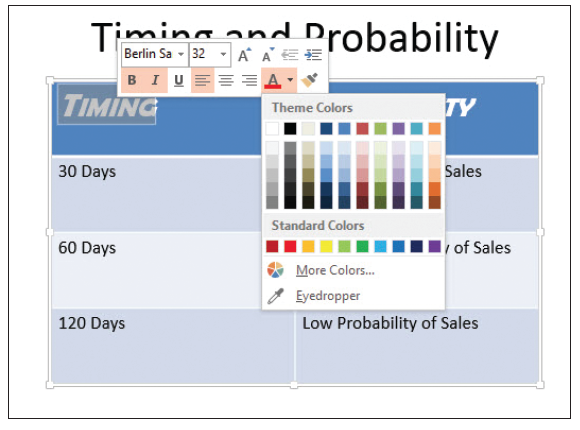 Timing and Probability
Berlin Sa 32 A A
B I U A
TIMING TY
Theme Colors
30 Days Sales
Standard Colors
60 Days y of Sales
More Colors...
Eyedropper
120 Days Low Probability of Sales